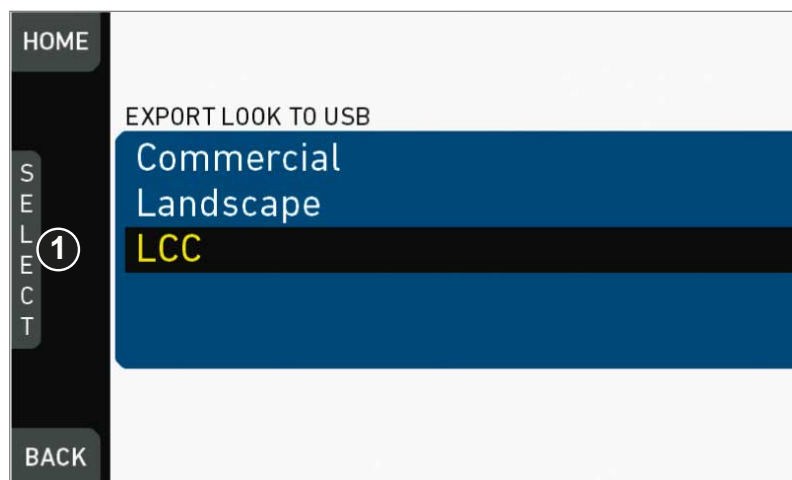 HOME
EXPORT LOOK TO USB
Commercial
Landscape
LCC
SELECT
1
BACK